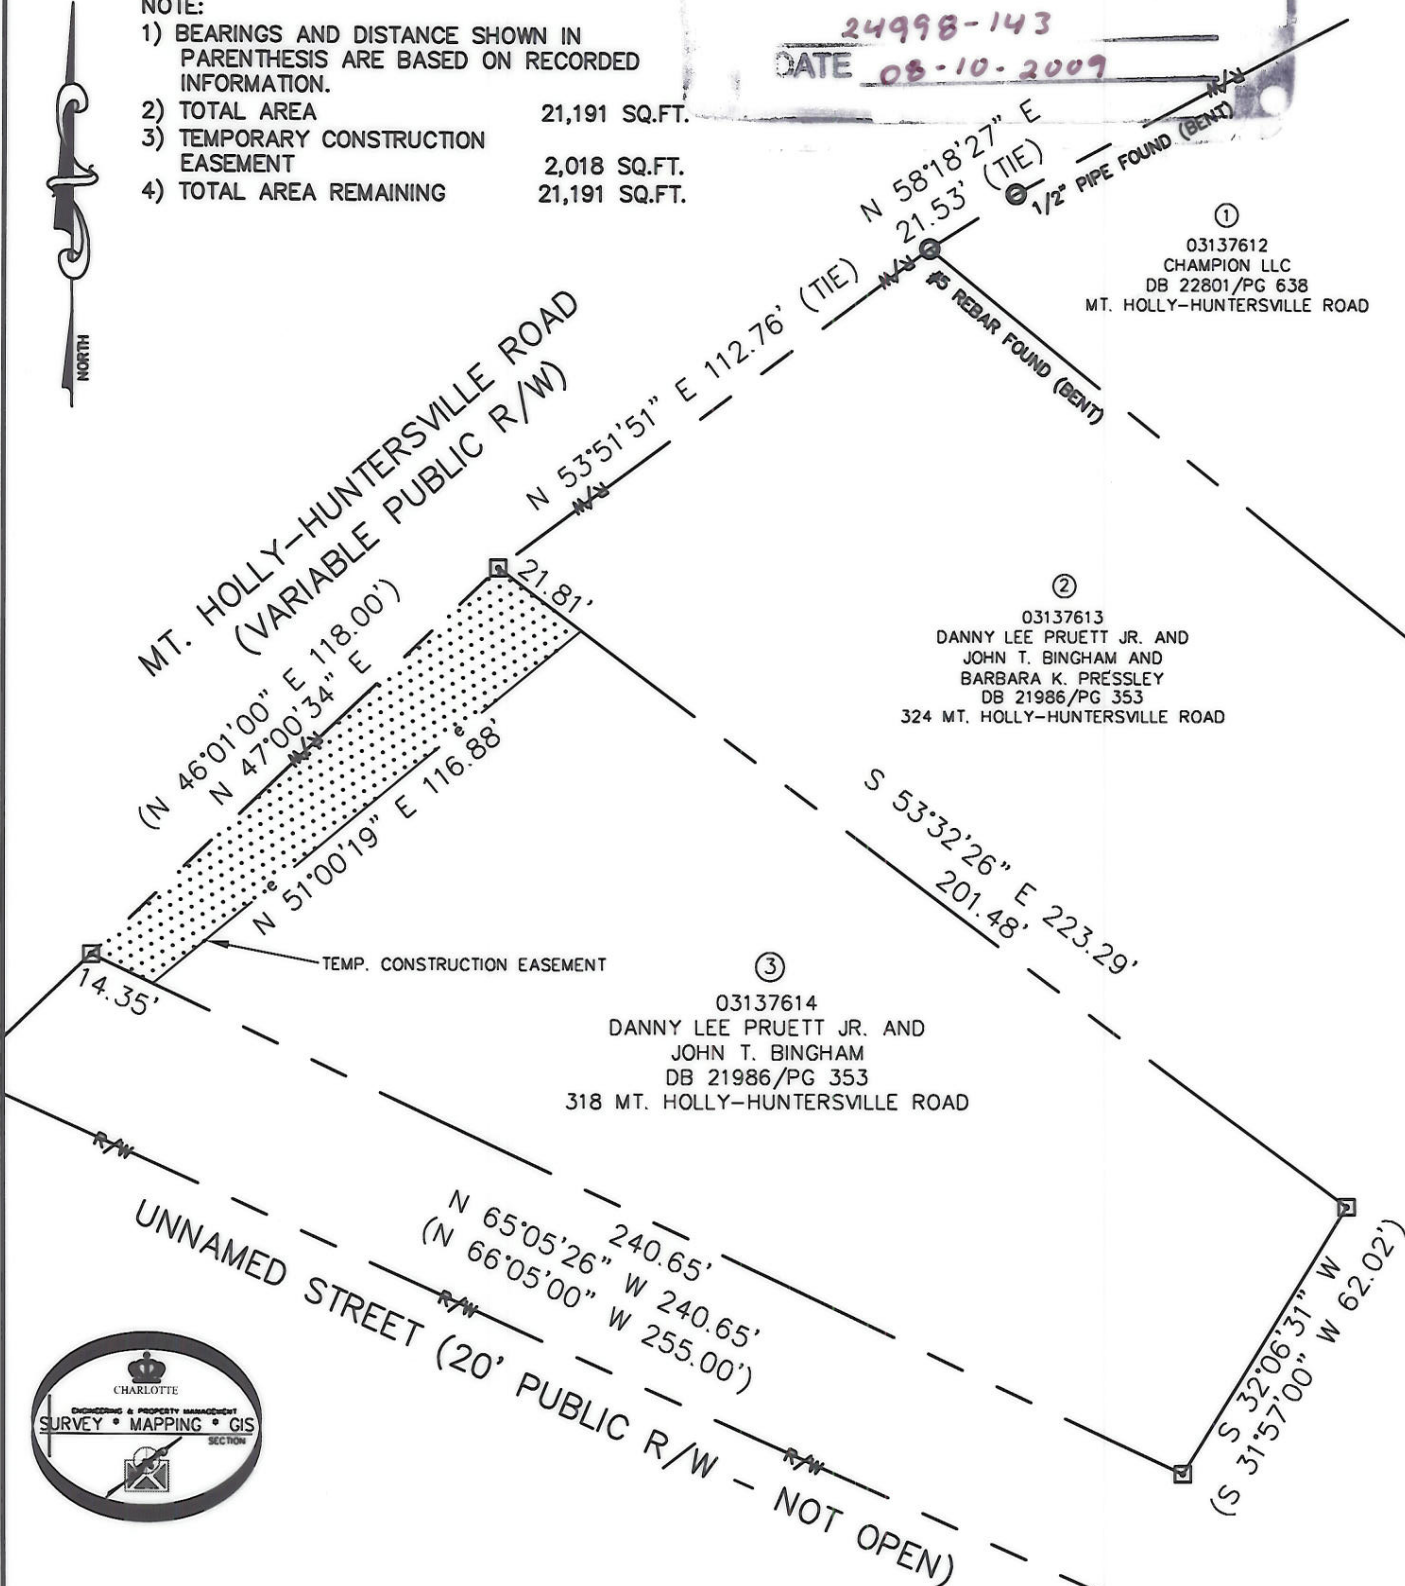 NOTE:
1) BEARINGS AND DISTANCE SHOWN IN
PARENTHESIS ARE BASED ON RECORDED
INFORMATION.
2) TOTAL AREA 21,191 SQ.FT.
3) TEMPORARY CONSTRUCTION
EASEMENT 2,018 SQ.FT.
4) TOTAL AREA REMAINING 21,191 SQ.FT.
24998-143
DATE 08-10-2009
NORTH
N 58°18'27" E
21.53' (TIE)
R/W
1/2" PIPE FOUND (BENT)
1
03137612
CHAMPION LLC
DB 22801/PG 638
MT. HOLLY-HUNTERSVILLE ROAD
R/W
#5 REBAR FOUND (BENT)
N 53°51'51" E 112.76' (TIE)
R/W
MT. HOLLY-HUNTERSVILLE ROAD
(VARIABLE PUBLIC R/W)
21.81'
(N 46°01'00" E 118.00')
N 47°00'34" E
R/W
e
e
N 51°00'19" E 116.88'
2
03137613
DANNY LEE PRUETT JR. AND
JOHN T. BINGHAM AND
BARBARA K. PRESSLEY
DB 21986/PG 353
324 MT. HOLLY-HUNTERSVILLE ROAD
S 53°32'26" E 223.29'
201.48'
TEMP. CONSTRUCTION EASEMENT
14.35'
3
03137614
DANNY LEE PRUETT JR. AND
JOHN T. BINGHAM
DB 21986/PG 353
318 MT. HOLLY-HUNTERSVILLE ROAD
R/W
240.65'
N 65°05'26" W 240.65'
(N 66°05'00" W 255.00')
R/W
R/W
UNNAMED STREET (20' PUBLIC R/W - NOT OPEN)
S 32°06'31" W
(S 31°57'00" W 62.02')
CHARLOTTE
ENGINEERING & PROPERTY MANAGEMENT
SURVEY * MAPPING * GIS
SECTION